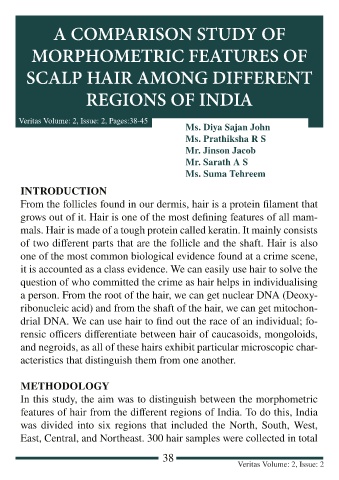 A COMPARISON STUDY OF
MORPHOMETRIC FEATURES OF
SCALP HAIR AMONG DIFFERENT
REGIONS OF INDIA
Veritas Volume: 2, Issue: 2, Pages:38-45
Ms. Diya Sajan John
Ms. Prathiksha R S
Mr. Jinson Jacob
Mr. Sarath A S
Ms. Suma Tehreem
INTRODUCTION
From the follicles found in our dermis, hair is a protein filament that
grows out of it. Hair is one of the most defining features of all mam-
mals. Hair is made of a tough protein called keratin. It mainly consists
of two different parts that are the follicle and the shaft. Hair is also
one of the most common biological evidence found at a crime scene,
it is accounted as a class evidence. We can easily use hair to solve the
question of who committed the crime as hair helps in individualising
a person. From the root of the hair, we can get nuclear DNA (Deoxy-
ribonucleic acid) and from the shaft of the hair, we can get mitochon-
drial DNA. We can use hair to find out the race of an individual; fo-
rensic officers differentiate between hair of caucasoids, mongoloids,
and negroids, as all of these hairs exhibit particular microscopic char-
acteristics that distinguish them from one another.
METHODOLOGY
In this study, the aim was to distinguish between the morphometric
features of hair from the different regions of India. To do this, India
was divided into six regions that included the North, South, West,
East, Central, and Northeast. 300 hair samples were collected in total
38
Veritas Volume: 2, Issue: 2